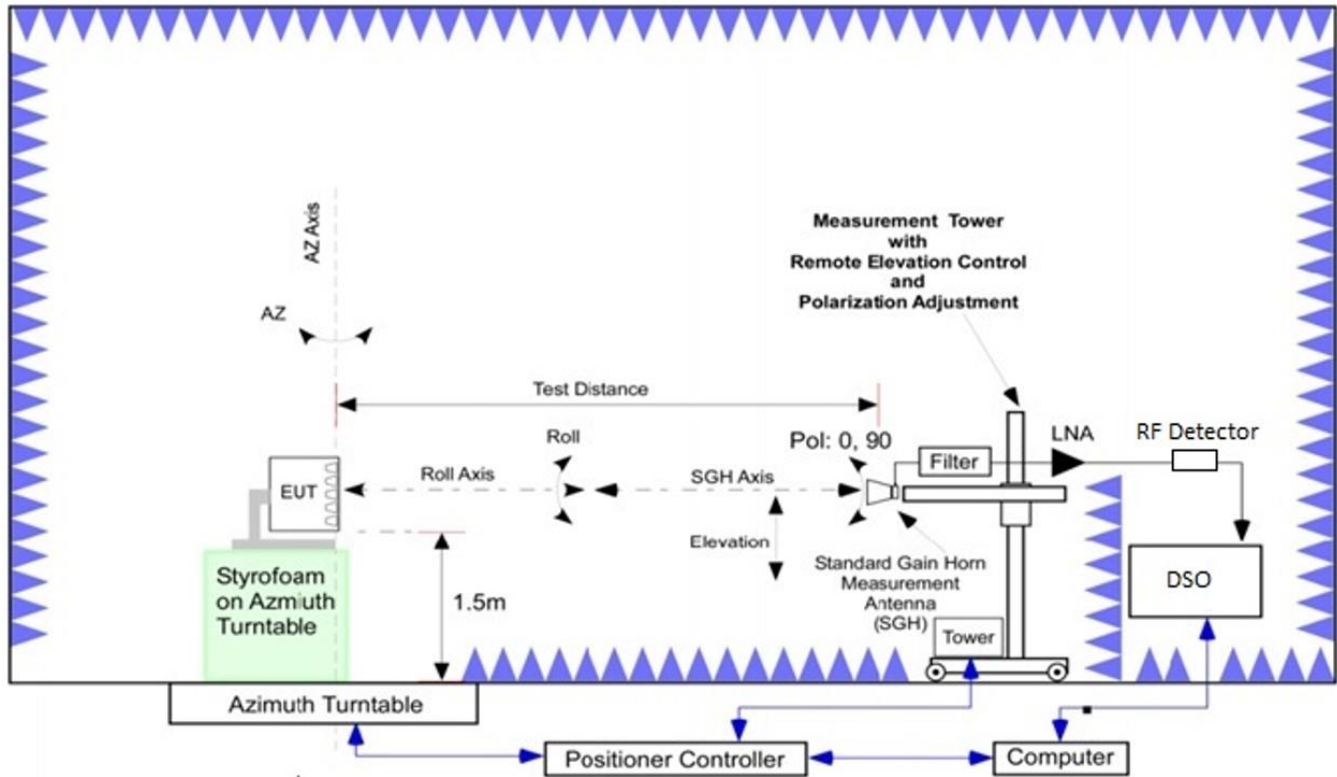 AZ Axis
AZ
Measurement Tower
with
Remote Elevation Control
and
Polarization Adjustment
Test Distance
Roll
Pol: 0, 90
LNA
RF Detector
Filter
EUT
Roll Axis
SGH Axis
Elevation
Standard Gain Horn
Measurement
Antenna
(SGH)
DSO
Styrofoam
on Azmiuth
Turntable
1.5m
Tower
Azimuth Turntable
Positioner Controller
Computer